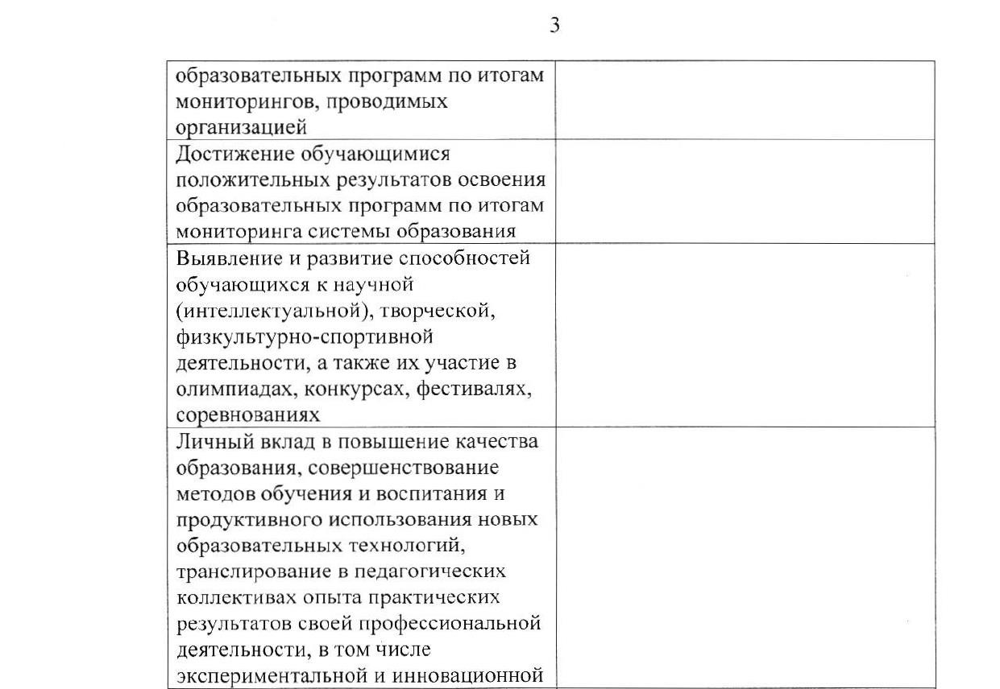 3
образовательных программ по итогам
мониторингов, проводимых
организацией
Достижение обучающимися
положительных результатов освоения
образовательных программ по итогам
мониторинга системы образования
Выявление и развитие способностей
обучающихся к научной
(интеллектуальной), творческой,
физкультурно-спортивной
деятельности, а также их участие в
олимпиадах, конкурсах, фестивалях,
соревнованиях
Личный вклад в повышение качества
образования, совершенствование
методов обучения и воспитания и
продуктивного использования новых
образовательных технологий,
транслирование в педагогических
коллективах опыта практических
результатов своей профессиональной
деятельности, в том числе
экспериментальной и инновационной